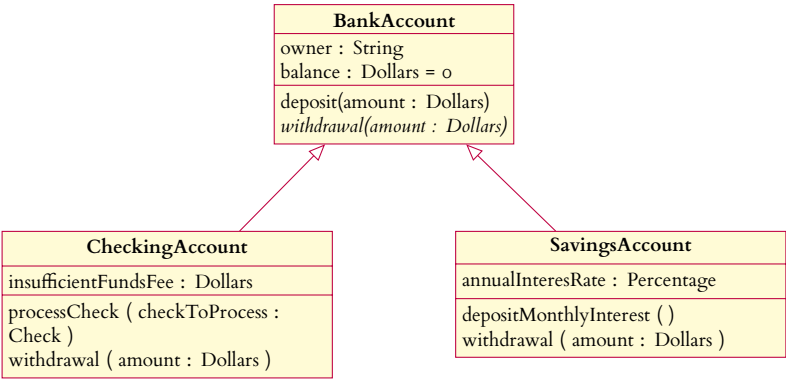 BankAccount
owner : String
balance : Dollars = 0
deposit(amount : Dollars)
withdrawal(amount : Dollars)
CheckingAccount
insufficientFundsFee : Dollars
processCheck ( checkToProcess :
Check )
withdrawal ( amount : Dollars )
SavingsAccount
annualInteresRate : Percentage
depositMonthlyInterest ( )
withdrawal ( amount : Dollars )